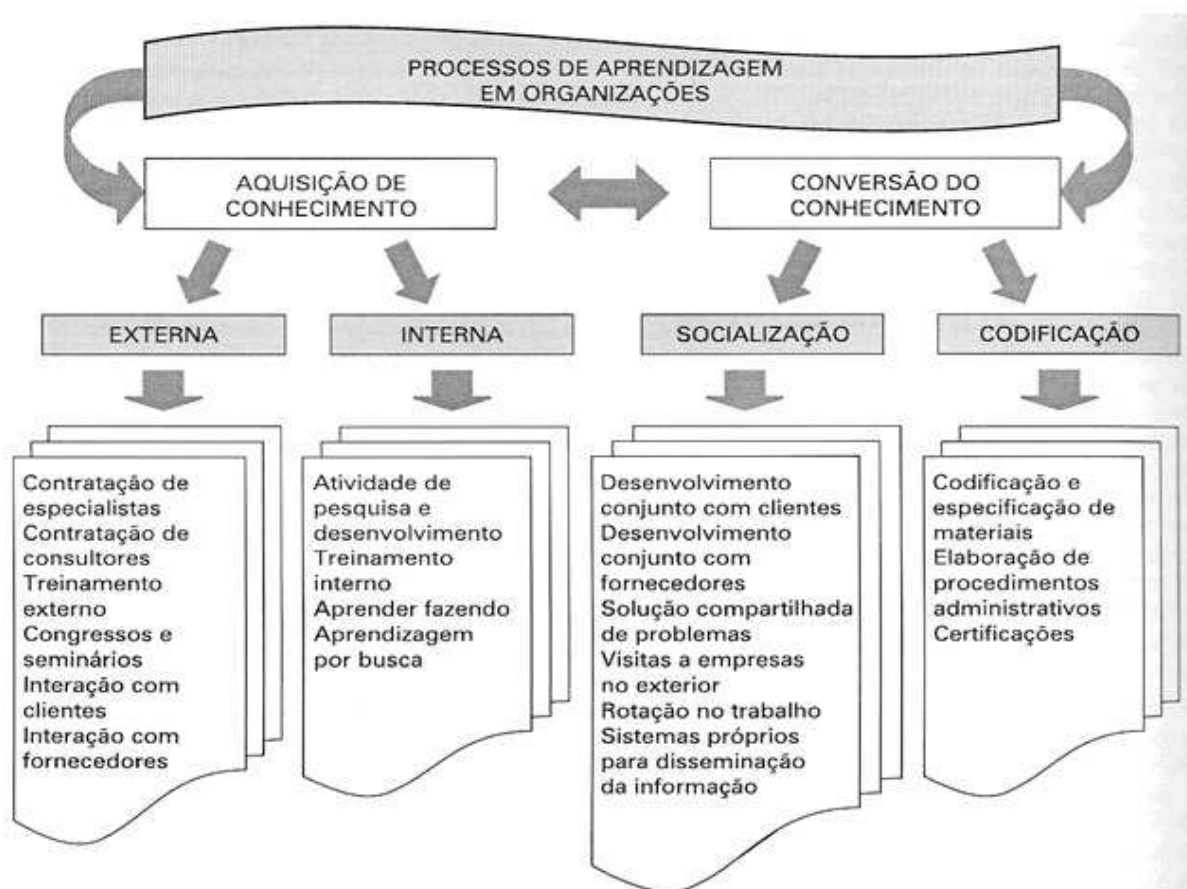 PROCESSOS DE APRENDIZAGEM
EM ORGANIZAÇÕES
AQUISIÇÃO DE
CONHECIMENTO
CONVERSÃO DO
CONHECIMENTO
EXTERNA
INTERNA
SOCIALIZAÇÃO
CODIFICAÇÃO
Contratação de
especialistas
Contratação de
consultores
Treinamento
externo
Congressos e
seminários
Interação com
clientes
Interação com
fornecedores
Atividade de
pesquisa e
desenvolvimento
Treinamento
interno
Aprender fazendo
Aprendizagem
por busca
Desenvolvimento
conjunto com clientes
Desenvolvimento
conjunto com
fornecedores
Solução compartilhada
de problemas
Visitas a empresas
no exterior
Rotação no trabalho
Sistemas próprios
para disseminação
da informação
Codificação e
especificação de
materiais
Elaboração de
procedimentos
administrativos
Certificações